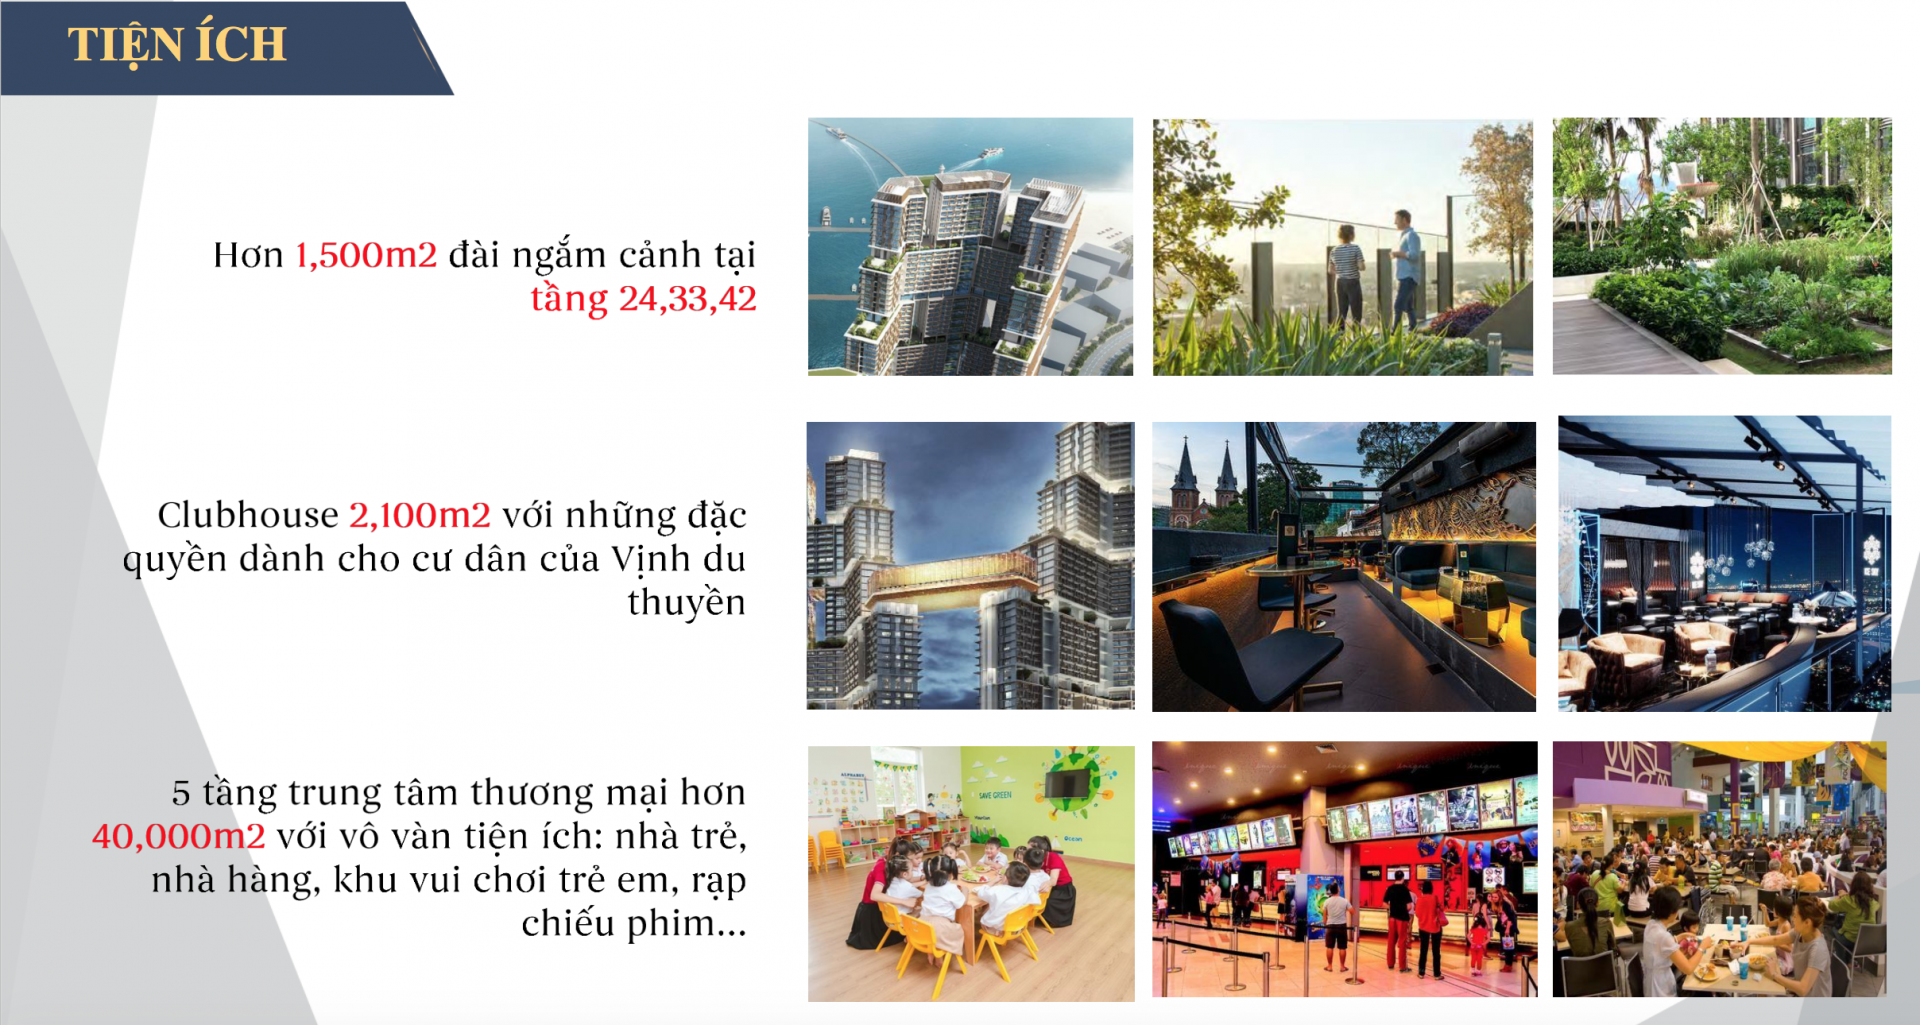 TIỆN ÍCH
Hơn 1,500m2 đài ngắm cảnh tại
tầng 24,33,42
Clubhouse 2,100m2 với những đặc
quyền dành cho cư dân của Vịnh du
thuyền
5 tầng trung tâm thương mại hơn
40,000m2 với vô vàn tiện ích: nhà trẻ,
nhà hàng, khu vui chơi trẻ em, rạp
chiếu phim...
ALPHABET
SAVE GREEN